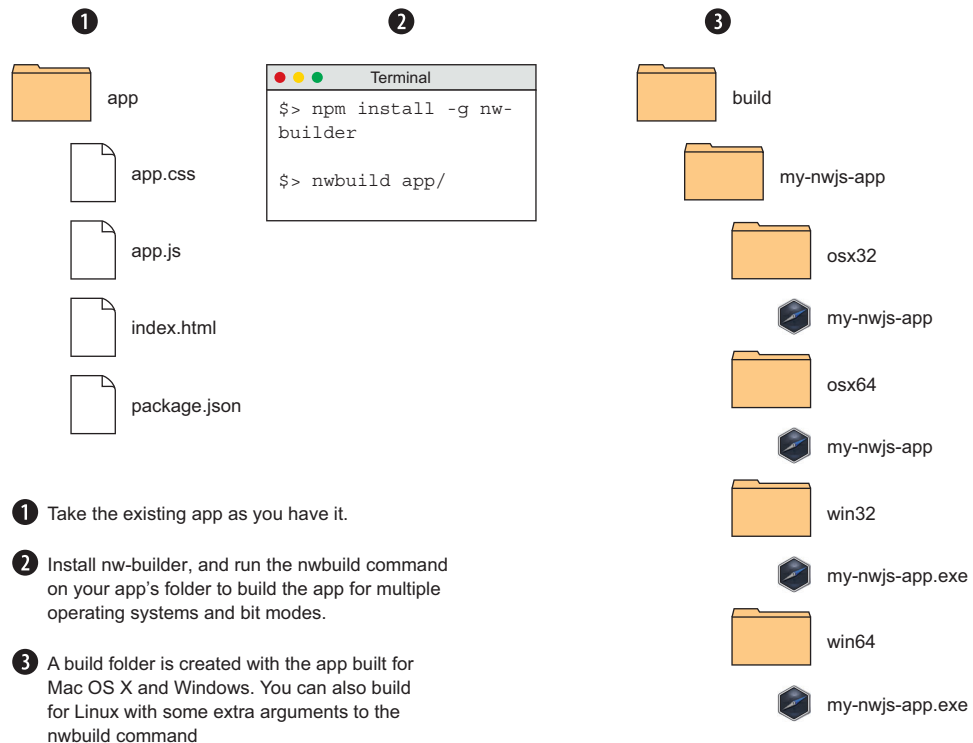 1
2
3
app
app.css
app.js
index.html
package.json
Terminal
$> npm install -g nw-
builder
$> nwbuild app/
build
my-nwjs-app
osx32
my-nwjs-app
osx64
my-nwjs-app
win32
my-nwjs-app.exe
win64
my-nwjs-app.exe
1 Take the existing app as you have it.
2 Install nw-builder, and run the nwbuild command
on your app's folder to build the app for multiple
operating systems and bit modes.
3 A build folder is created with the app built for
Mac OS X and Windows. You can also build
for Linux with some extra arguments to the
nwbuild command